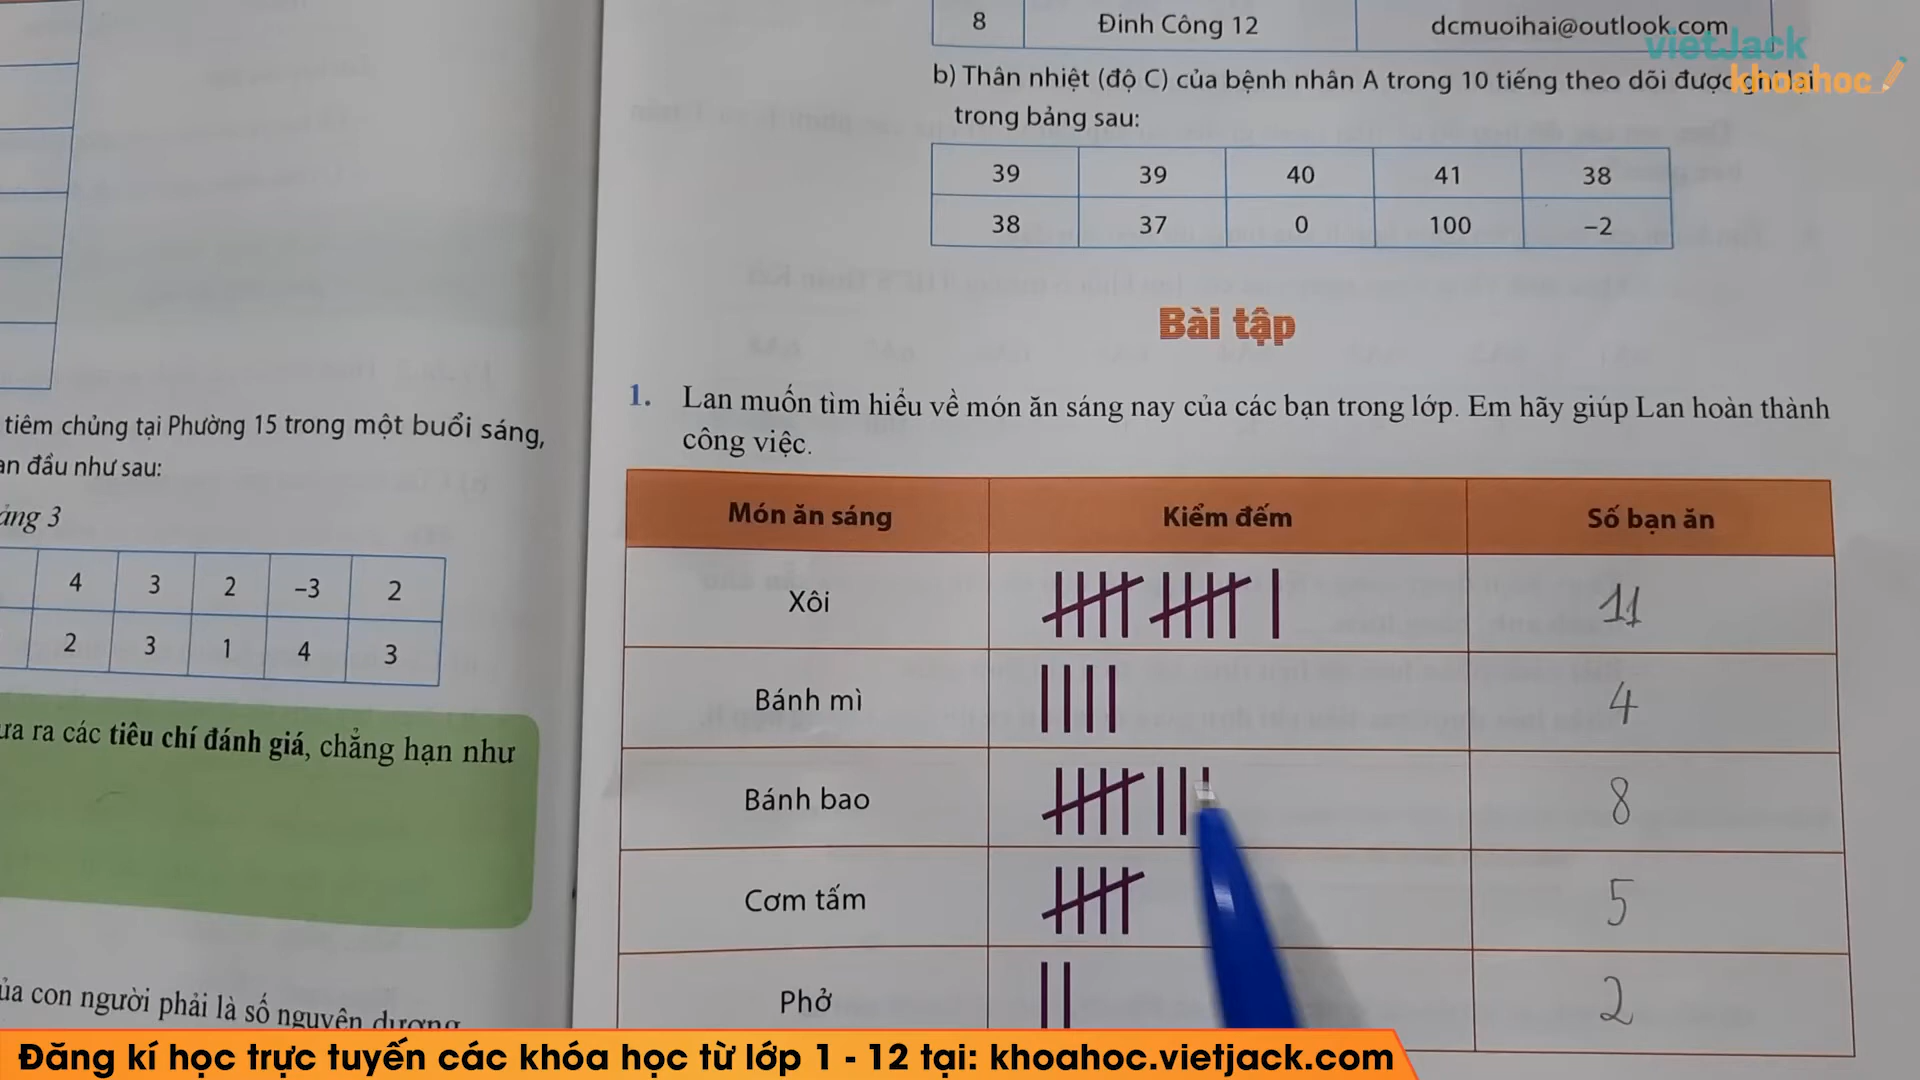 8 Đinh Công 12 dcmuoihai@outlook.com
vietJack
khoahoc
b) Thân nhiệt (độ C) của bệnh nhân A trong 10 tiếng theo dõi được ghi lại
trong bảng sau:
39 39 40 41 38
38 37 0 100 –2
Bài tập
1. Lan muốn tìm hiểu về món ăn sáng nay của các bạn trong lớp. Em hãy giúp Lan hoàn thành
công việc.
Món ăn sáng Kiểm đếm Số bạn ăn
Xôi 11
Bánh mì 4
Bánh bao 8
Cơm tấm 5
Phở 2
tiêm chủng tại Phường 15 trong một buổi sáng,
đầu như sau:
3
4 3 2 –3 2
2 3 1 4 3
ra các tiêu chí đánh giá, chẳng hạn như
con người phải là số nguyên dương
Đăng kí học trực tuyến các khóa học từ lớp 1 - 12 tại: khoahoc.vietjack.com